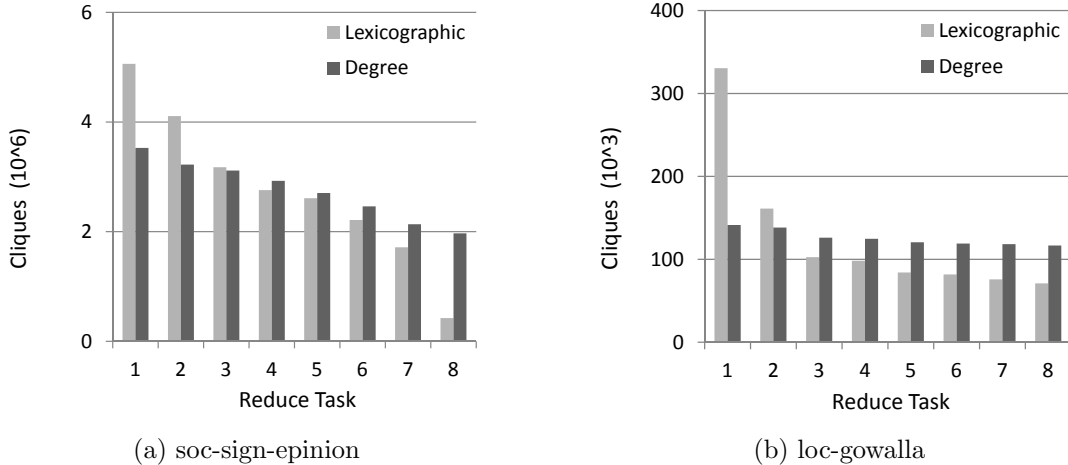 6
4
2
0
Cliques (10^6)
Lexicographic
Degree
1 2 3 4 5 6 7 8
Reduce Task
(a) soc-sign-epinion
400
300
200
100
0
Cliques (10^3)
Lexicographic
Degree
1 2 3 4 5 6 7 8
Reduce Task
(b) loc-gowalla